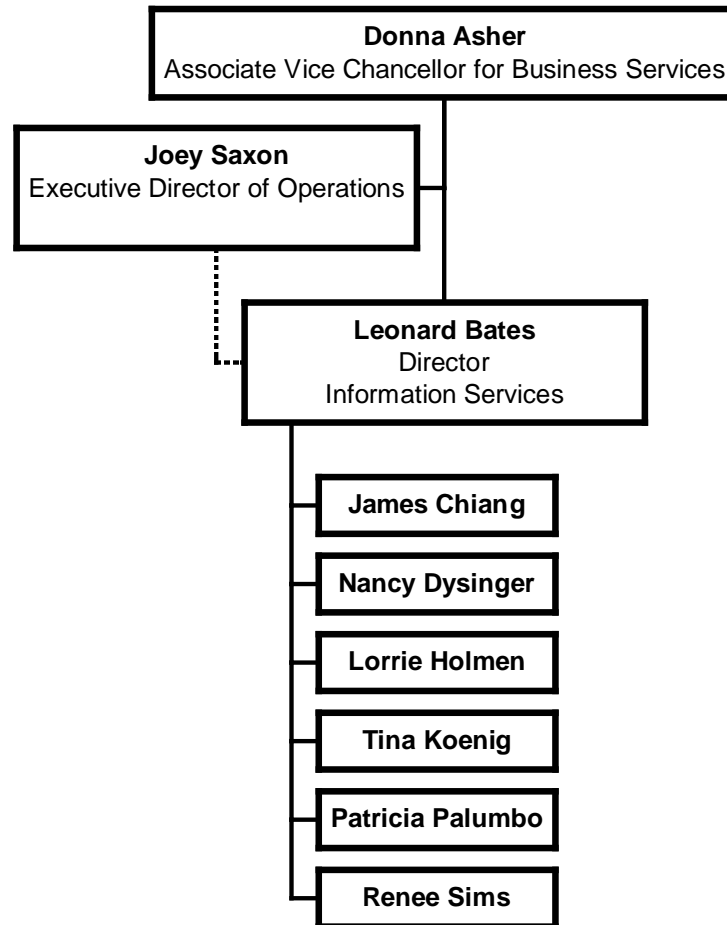 Donna Asher
Associate Vice Chancellor for Business Services
Joey Saxon
Executive Director of Operations
Leonard Bates
Director
Information Services
James Chiang
Nancy Dysinger
Lorrie Holmen
Tina Koenig
Patricia Palumbo
Renee Sims